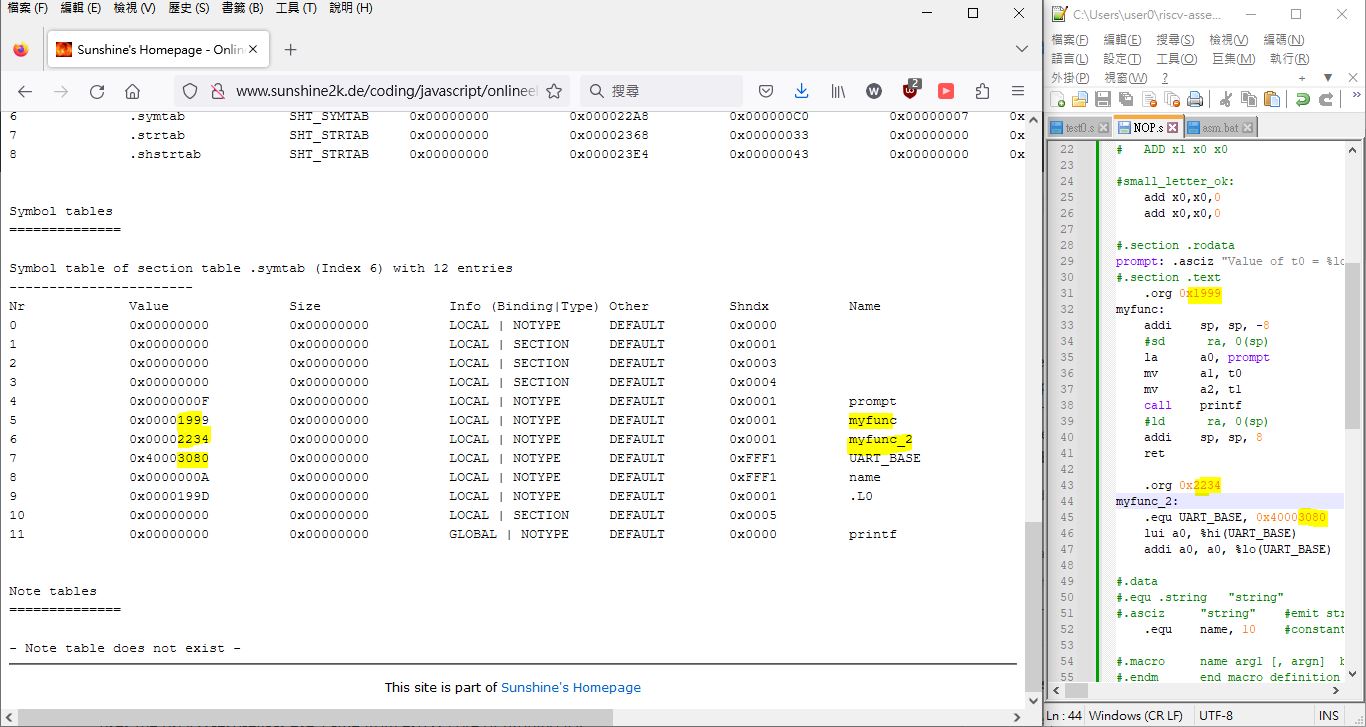 檔案 (F) 編輯 (E) 檢視 (V) 歷史 (S) 書籤 (B) 工具 (T) 說明 (H)
Sunshine's Homepage - Onlin
www.sunshine2k.de/coding/javascript/onlineel
搜尋
2
6 .symtab SHT_SYMTAB 0x00000000 0x000022A8 0x000000C0 0x00000007 0x
7 .strtab SHT_STRTAB 0x00000000 0x00002368 0x00000033 0x00000000 0x
8 .shstrtab SHT_STRTAB 0x00000000 0x000023E4 0x00000043 0x00000000 0x
Symbol tables
==============
Symbol table of section table .symtab (Index 6) with 12 entries
-----------------------
Nr Value Size Info (Binding|Type) Other Shndx Name
0 0x00000000 0x00000000 LOCAL | NOTYPE DEFAULT 0x0000
1 0x00000000 0x00000000 LOCAL | SECTION DEFAULT 0x0001
2 0x00000000 0x00000000 LOCAL | SECTION DEFAULT 0x0003
3 0x00000000 0x00000000 LOCAL | SECTION DEFAULT 0x0004
4 0x0000000F 0x00000000 LOCAL | NOTYPE DEFAULT 0x0001 prompt
5 0x00001999 0x00000000 LOCAL | NOTYPE DEFAULT 0x0001 myfunc
6 0x00002234 0x00000000 LOCAL | NOTYPE DEFAULT 0x0001 myfunc_2
7 0x40003080 0x00000000 LOCAL | NOTYPE DEFAULT 0xFFF1 UART_BASE
8 0x0000000A 0x00000000 LOCAL | NOTYPE DEFAULT 0xFFF1 name
9 0x0000199D 0x00000000 LOCAL | NOTYPE DEFAULT 0x0001 .L0
10 0x00000000 0x00000000 LOCAL | SECTION DEFAULT 0x0005
11 0x00000000 0x00000000 GLOBAL | NOTYPE DEFAULT 0x0000 printf
Note tables
==============
- Note table does not exist -
This site is part of Sunshine's Homepage
C:\Users\user0\riscv-asse...
檔案(F) 編輯(E) 搜尋(S) 檢視(V) 編碼(N)
語言(L) 設定(T) 工具(O) 巨集(M) 執行(R)
外掛(P) 視窗(W) ?
test0.s NOP.s asm.bat
22 # ADD x1 x0 x0
23
24 #small_letter_ok:
25 add x0,x0,0
26 add x0,x0,0
27
28 #.section .rodata
29 prompt: .asciz "Value of t0 = %lo
30 #.section .text
31 .org 0x1999
32 myfunc:
33 addi sp, sp, -8
34 #sd ra, 0(sp)
35 la a0, prompt
36 mv a1, t0
37 mv a2, t1
38 call printf
39 #ld ra, 0(sp)
40 addi sp, sp, 8
41 ret
42
43 .org 0x2234
44 myfunc_2:
45 .equ UART_BASE, 0x40003080
46 lui a0, %hi(UART_BASE)
47 addi a0, a0, %lo(UART_BASE)
48
49 #.data
50 #.equ .string "string"
51 #.asciz "string" #emit str
52 .equ name, 10 #constant
53
54 #.macro name arg1 [, argn] b
55 #.endm end macro definition
Ln : 44 Windows (CR LF) UTF-8 INS